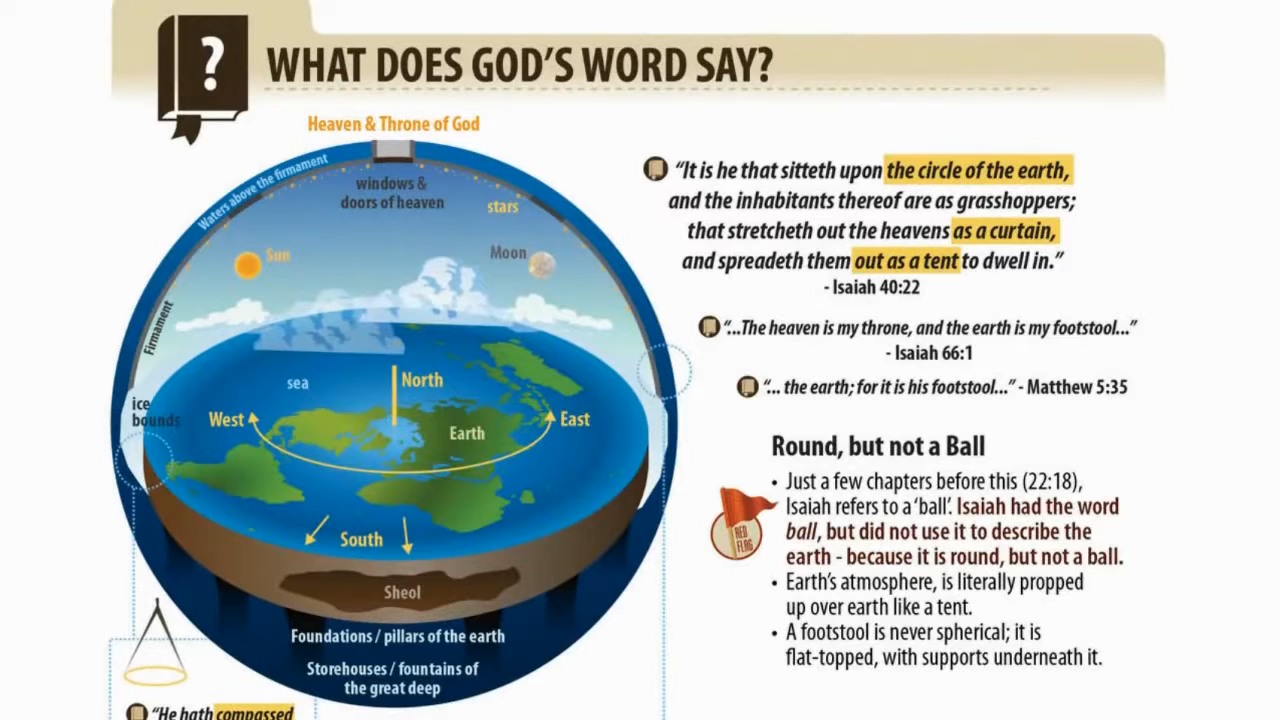 ?
WHAT DOES GOD'S WORD SAY?
Heaven & Throne of God
Waters above the firmament
windows &
doors of heaven
stars
Sun
Moon
Firmament
sea
North
ice
bounds
West
East
Earth
South
Sheol
Foundations / pillars of the earth
Storehouses / fountains of
the great deep
"He hath compassed
"It is he that sitteth upon the circle of the earth,
and the inhabitants thereof are as grasshoppers;
that stretcheth out the heavens as a curtain,
and spreadeth them out as a tent to dwell in."
- Isaiah 40:22
"...The heaven is my throne, and the earth is my footstool..."
- Isaiah 66:1
"... the earth; for it is his footstool..." - Matthew 5:35
Round, but not a Ball
• Just a few chapters before this (22:18),
Isaiah refers to a 'ball'. Isaiah had the word
ball, but did not use it to describe the
earth - because it is round, but not a ball.
RED
FLAG
• Earth's atmosphere, is literally propped
up over earth like a tent.
• A footstool is never spherical; it is
flat-topped, with supports underneath it.